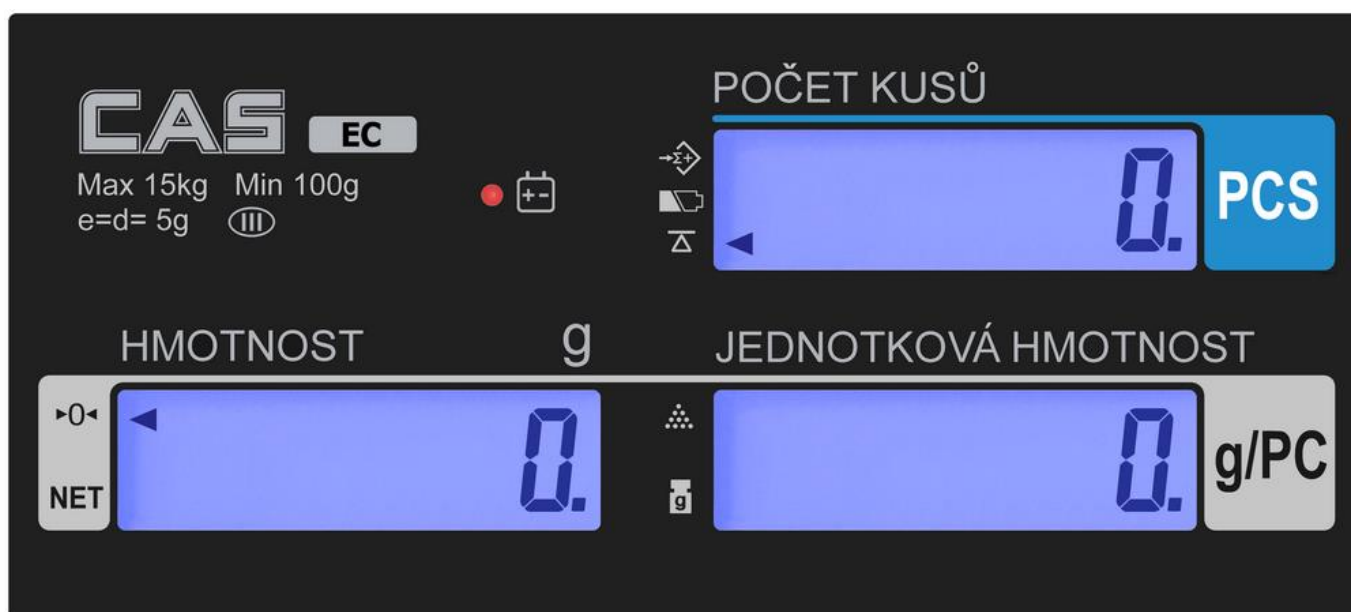 CAS EC
Max 15kg Min 100g
e=d= 5g III
+ -
POČET KUSŮ
→Σ+
0.
PCS
HMOTNOST g
►0◄
NET
0.
JEDNOTKOVÁ HMOTNOST
g
0.
g/PC